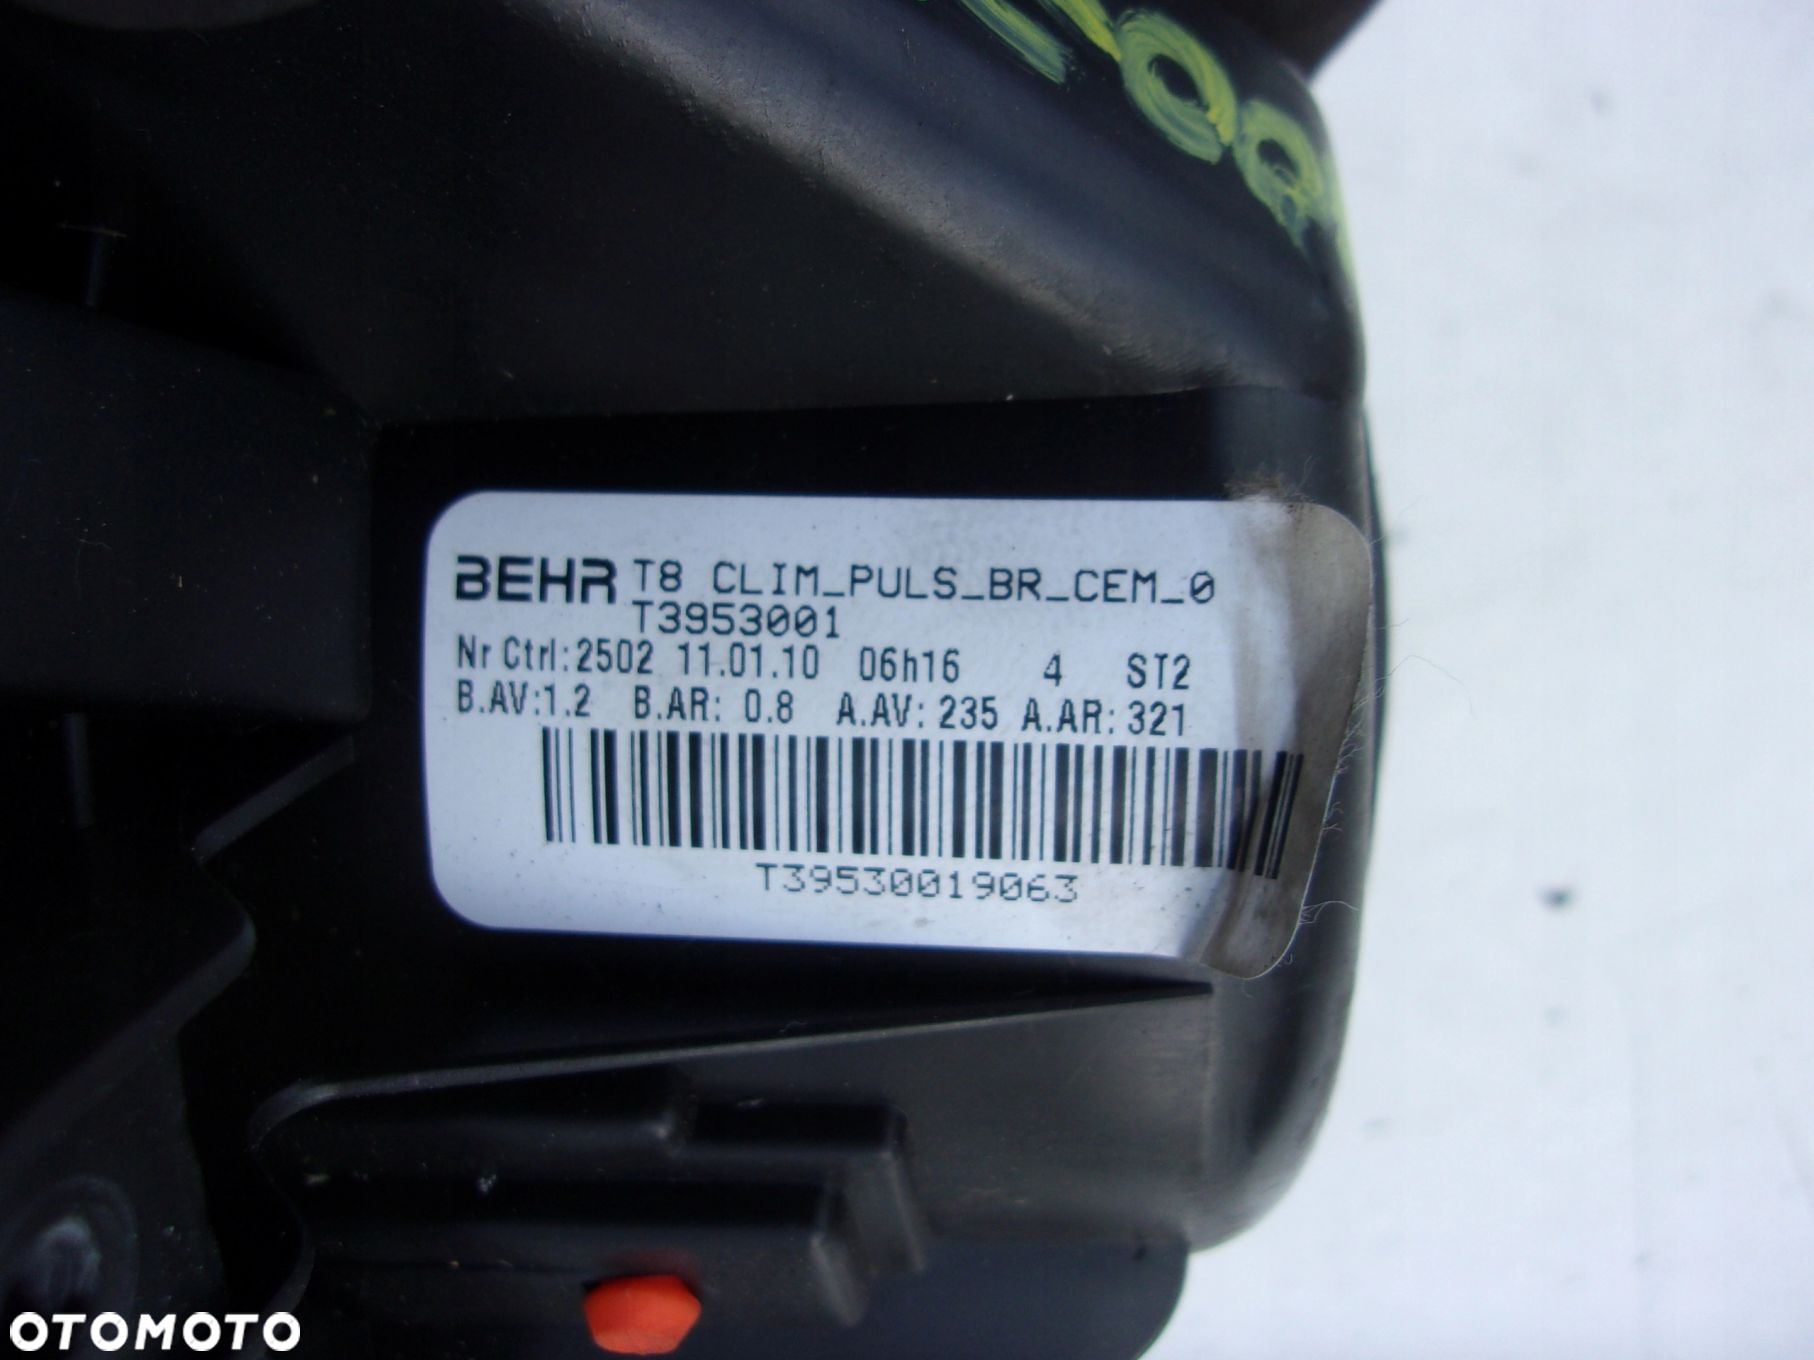 BEHR T8 CLIM_PULS_BR_CEM_0
T3953001
Nr Ctrl:2502 11.01.10 06h16 4 ST2
B.AV:1.2 B.AR: 0.8 A.AV: 235 A.AR: 321
T39530019063
OTOMOTO